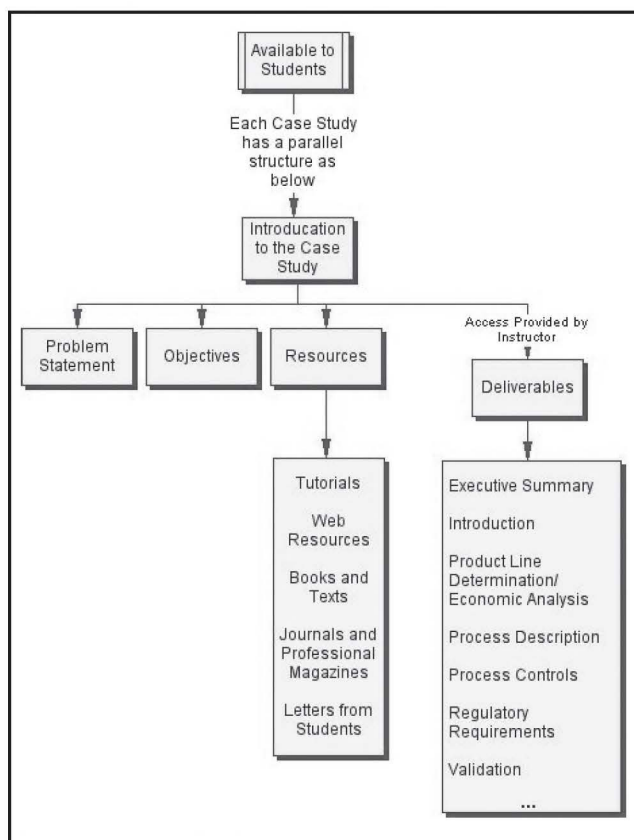 Available to
Students
Each Case Study
has a parallel
structure as
below
Introducation
to the Case
Study
Problem
Statement
Objectives
Resources
Access Provided by
Instructor
Deliverables
Tutorials
Web
Resources
Books and
Texts
Journals and
Professional
Magazines
Letters from
Students
Executive Summary
Introduction
Product Line
Determination/
Economic Analysis
Process Description
Process Controls
Regulatory
Requirements
Validation
...